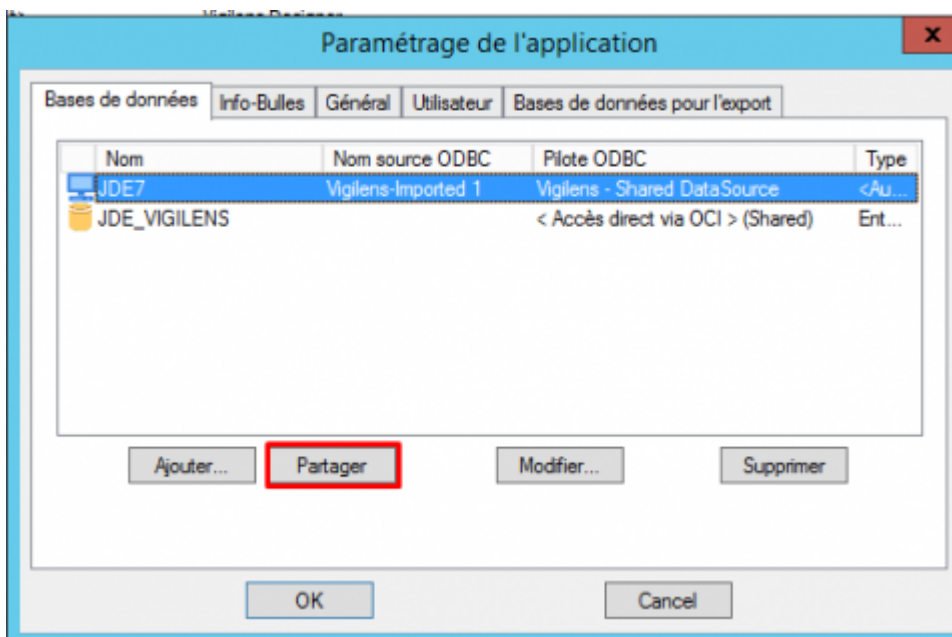 Vigilens Designer
Paramétrage de l'application
x
Bases de données Info-Bulles Général Utilisateur Bases de données pour l'export
Nom Nom source ODBC Pilote ODBC Type
JDE7 Vigilens-Imported 1 Vigilens - Shared DataSource <Au...
JDE_VIGILENS < Accès direct via OCI > (Shared) Ent...
Ajouter... Partager Modifier... Supprimer
OK Cancel